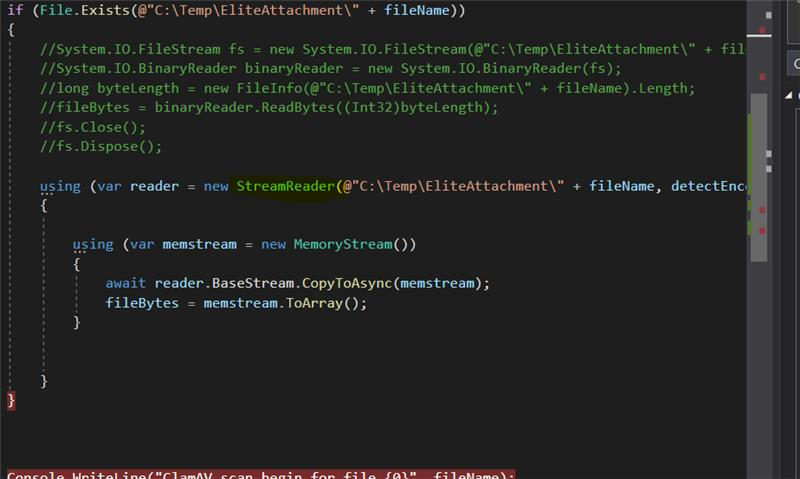 if (File.Exists(@"C:\Temp\EliteAttachment\" + fileName))
{
//System.IO.FileStream fs = new System.IO.FileStream(@"C:\Temp\EliteAttachment\" + fil
//System.IO.BinaryReader binaryReader = new System.IO.BinaryReader(fs);
//long byteLength = new FileInfo(@"C:\Temp\EliteAttachment\" + fileName).Length;
//fileBytes = binaryReader.ReadBytes((Int32)byteLength);
//fs.Close();
//fs.Dispose();
using (var reader = new StreamReader(@"C:\Temp\EliteAttachment\" + fileName, detectEnc
{
using (var memstream = new MemoryStream())
{
await reader.BaseStream.CopyToAsync(memstream);
fileBytes = memstream.ToArray();
}
}
}
Console.WriteLine("ClamAV scan begin for file {0}", fileName);